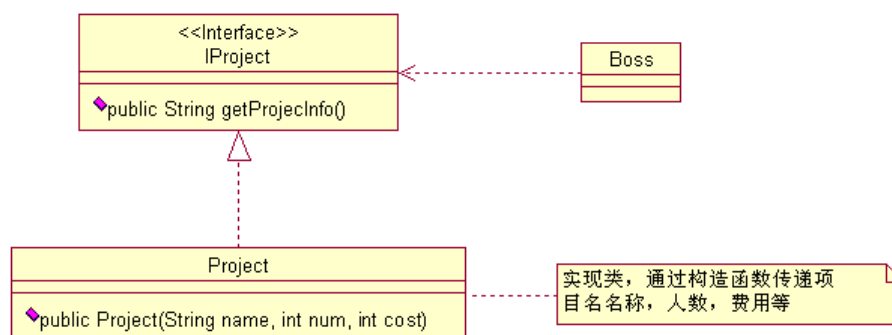 <<Interface>>
IProject
public String getProjecInfo()
Boss
Project
public Project(String name, int num, int cost)
实现类，通过构造函数传递项
目名名称，人数，费用等